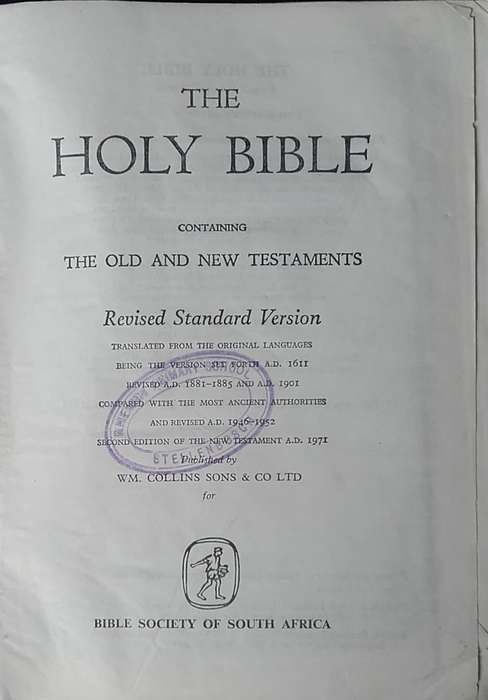 THE
HOLY BIBLE
CONTAINING
THE OLD AND NEW TESTAMENTS
Revised Standard Version
TRANSLATED FROM THE ORIGINAL LANGUAGES
BEING THE VERSION SET FORTH A.D. 1611
REVISED A.D. 1881–1885 AND A.D. 1901
COMPARED WITH THE MOST ANCIENT AUTHORITIES
AND REVISED A.D. 1946–1952
SECOND EDITION OF THE NEW TESTAMENT A.D. 1971
Published by
WM. COLLINS SONS & CO LTD
for
BIBLE SOCIETY OF SOUTH AFRICA
PRIMARY SCHOOL